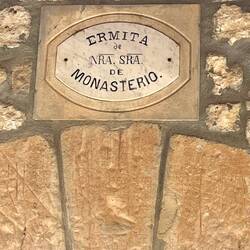 ERMITA
de
NRA. SRA.
DE
MONASTERIO.